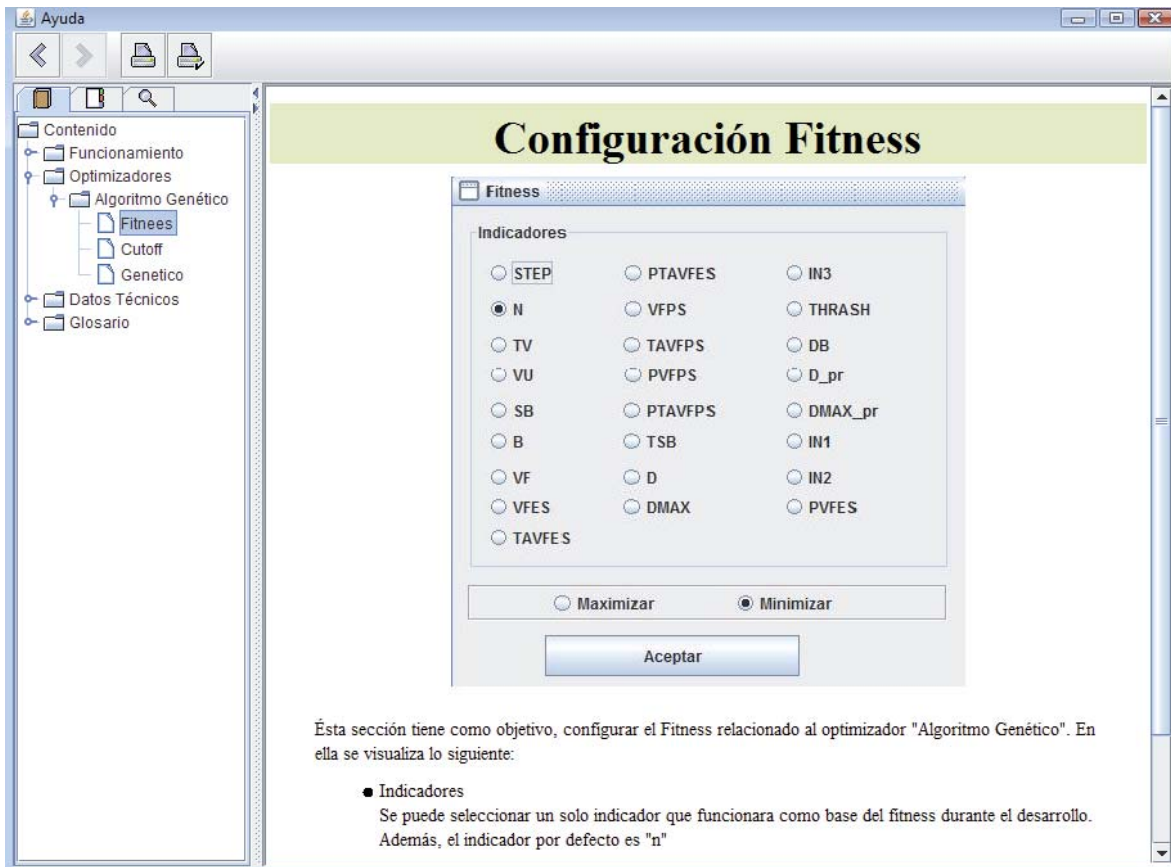 Ayuda
Contenido
Funcionamiento
Optimizadores
Algoritmo Genético
Fitnees
Cutoff
Genetico
Datos Técnicos
Glosario
Configuración Fitness
Fitness
Indicadores
STEP PTAVFES IN3
N VFPS THRASH
TV TAVFPS DB
VU PVFPS D_pr
SB PTAVFPS DMAX_pr
B TSB IN1
VF D IN2
VFES DMAX PVFES
TAVFES
Maximizar Minimizar
Aceptar
Ésta sección tiene como objetivo, configurar el Fitness relacionado al optimizador "Algoritmo Genético". En
ella se visualiza lo siguiente:
Indicadores
Se puede seleccionar un solo indicador que funcionara como base del fitness durante el desarrollo.
Además, el indicador por defecto es "n"